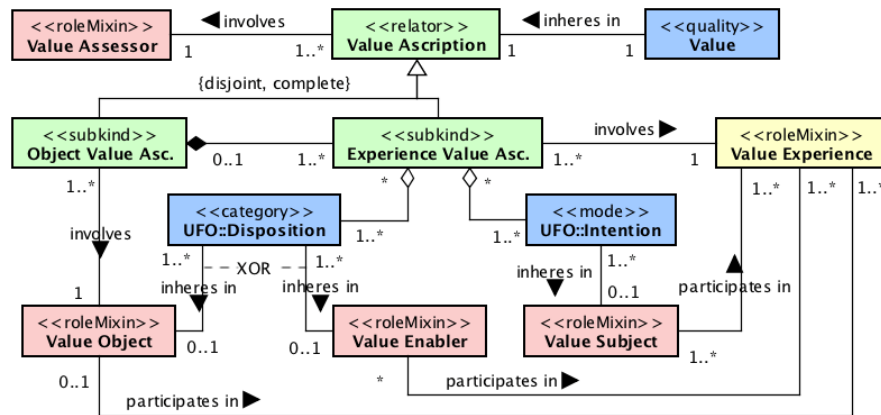 <<roleMixin>>
Value Assessor
◀ involves
1
1..*
<<relator>>
Value Ascription
◀ inheres in
1
1
<<quality>>
Value
{disjoint, complete}
<<subkind>>
Object Value Asc.
0..1
1..*
<<subkind>>
Experience Value Asc.
involves ▶
1..*
1
<<roleMixin>>
Value Experience
1..*
*
*
1..*
1..*
1..*
<<category>>
UFO::Disposition
1..*
1..*
<<mode>>
UFO::Intention
involves
▼
1..*
XOR
1..*
1..*
inheres in
▼
inheres in
▼
inheres in
▼
0..1
participates in
▲
1
<<roleMixin>>
Value Object
0..1
0..1
<<roleMixin>>
Value Enabler
<<roleMixin>>
Value Subject
1..*
0..1
*
participates in ▶
participates in ▶